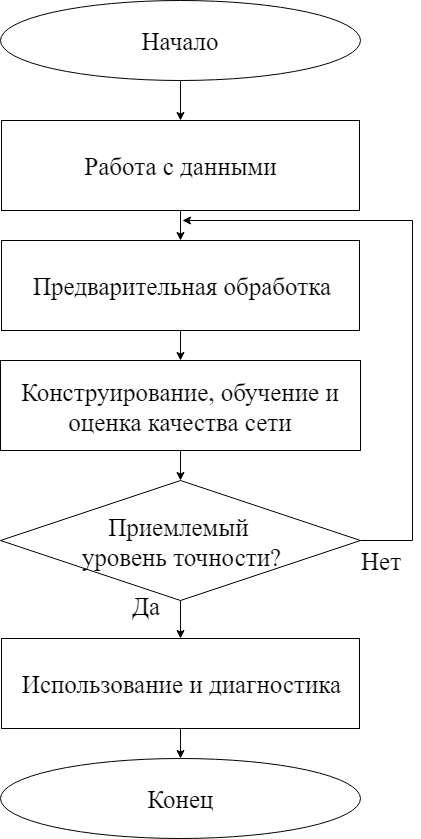 Начало
Работа с данными
Предварительная обработка
Конструирование, обучение и
оценка качества сети
Приемлемый
уровень точности?
Нет
Да
Использование и диагностика
Конец